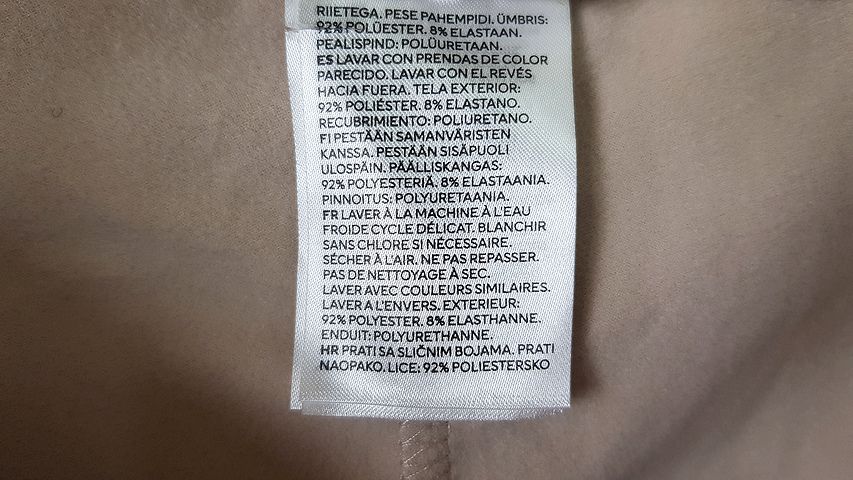 RIIETEGA. PESE PAHEMPIDI. ÜMBRIS:
92% POLÜESTER. 8% ELASTAAN.
PEALISPIND: POLÜURETAAN.
ES LAVAR CON PRENDAS DE COLOR
PARECIDO. LAVAR CON EL REVÉS
HACIA FUERA. TELA EXTERIOR:
92% POLIÉSTER. 8% ELASTANO.
RECUBRIMIENTO: POLIURETANO.
FI PESTÄÄN SAMANVÄRISTEN
KANSSA. PESTÄÄN SISÄPUOLI
ULOSPÄIN. PÄÄLLISKANGAS:
92% POLYESTERIÄ. 8% ELASTAANIA.
PINNOITUS: POLYURETAANIA.
FR LAVER À LA MACHINE À L'EAU
FROIDE CYCLE DÉLICAT. BLANCHIR
SANS CHLORE SI NÉCESSAIRE.
SÉCHER À L'AIR. NE PAS REPASSER.
PAS DE NETTOYAGE À SEC.
LAVER AVEC COULEURS SIMILAIRES.
LAVER A L'ENVERS. EXTERIEUR:
92% POLYESTER. 8% ELASTHANNE.
ENDUIT: POLYURETHANNE.
HR PRATI SA SLIČNIM BOJAMA. PRATI
NAOPAKO. LICE: 92% POLIESTERSKO